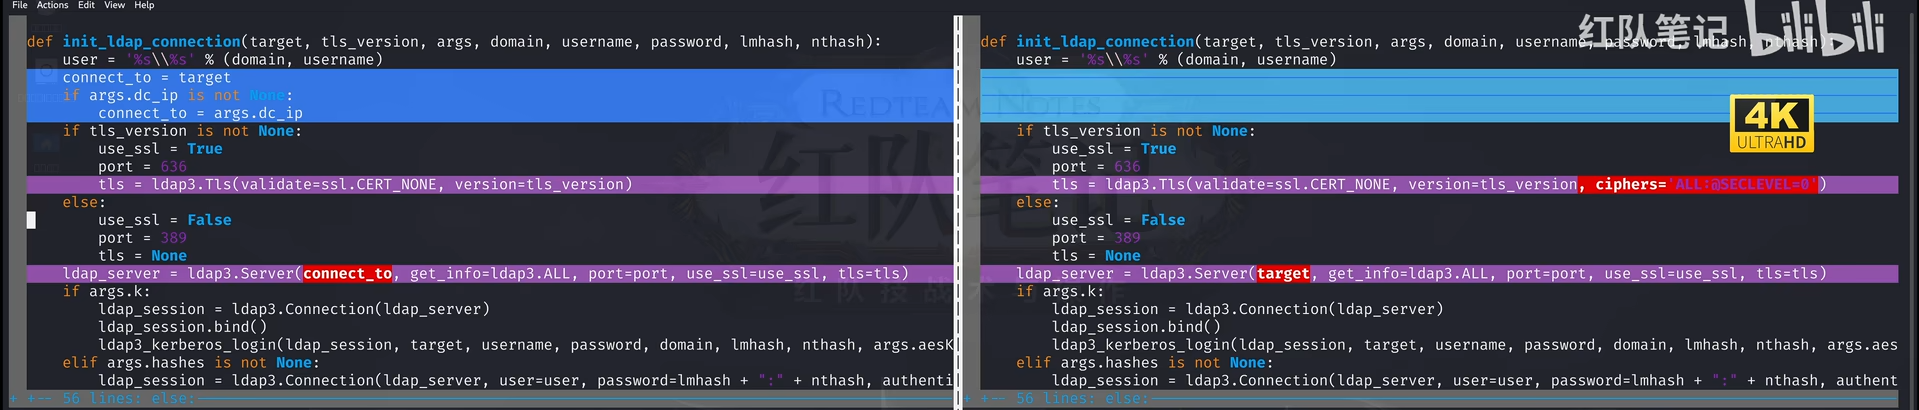 File Actions Edit View Help
def init_ldap_connection(target, tls_version, args, domain, username, password, lmhash, nthash):
    user = '%s\\%s' % (domain, username)
    connect_to = target
    if args.dc_ip is not None:
        connect_to = args.dc_ip
    if tls_version is not None:
        use_ssl = True
        port = 636
        tls = ldap3.Tls(validate=ssl.CERT_NONE, version=tls_version)
    else:
        use_ssl = False
        port = 389
        tls = None
    ldap_server = ldap3.Server(connect_to, get_info=ldap3.ALL, port=port, use_ssl=use_ssl, tls=tls)
    if args.k:
        ldap_session = ldap3.Connection(ldap_server)
        ldap_session.bind()
        ldap3_kerberos_login(ldap_session, target, username, password, domain, lmhash, nthash, args.aesK
    elif args.hashes is not None:
        ldap_session = ldap3.Connection(ldap_server, user=user, password=lmhash + ":" + nthash, authenti
+ +-- 56 lines: else:
def init_ldap_connection(target, tls_version, args, domain, username, password, lmhash, nthash):
    user = '%s\\%s' % (domain, username)
    if tls_version is not None:
        use_ssl = True
        port = 636
        tls = ldap3.Tls(validate=ssl.CERT_NONE, version=tls_version, ciphers='ALL:@SECLEVEL=0')
    else:
        use_ssl = False
        port = 389
        tls = None
    ldap_server = ldap3.Server(target, get_info=ldap3.ALL, port=port, use_ssl=use_ssl, tls=tls)
    if args.k:
        ldap_session = ldap3.Connection(ldap_server)
        ldap_session.bind()
        ldap3_kerberos_login(ldap_session, target, username, password, domain, lmhash, nthash, args.aes
    elif args.hashes is not None:
        ldap_session = ldap3.Connection(ldap_server, user=user, password=lmhash + ":" + nthash, authent
+ +-- 56 lines: else:
红队笔记 bilibili
4K
ULTRAHD
REDTEAM NOTES
红队笔
红队技战术